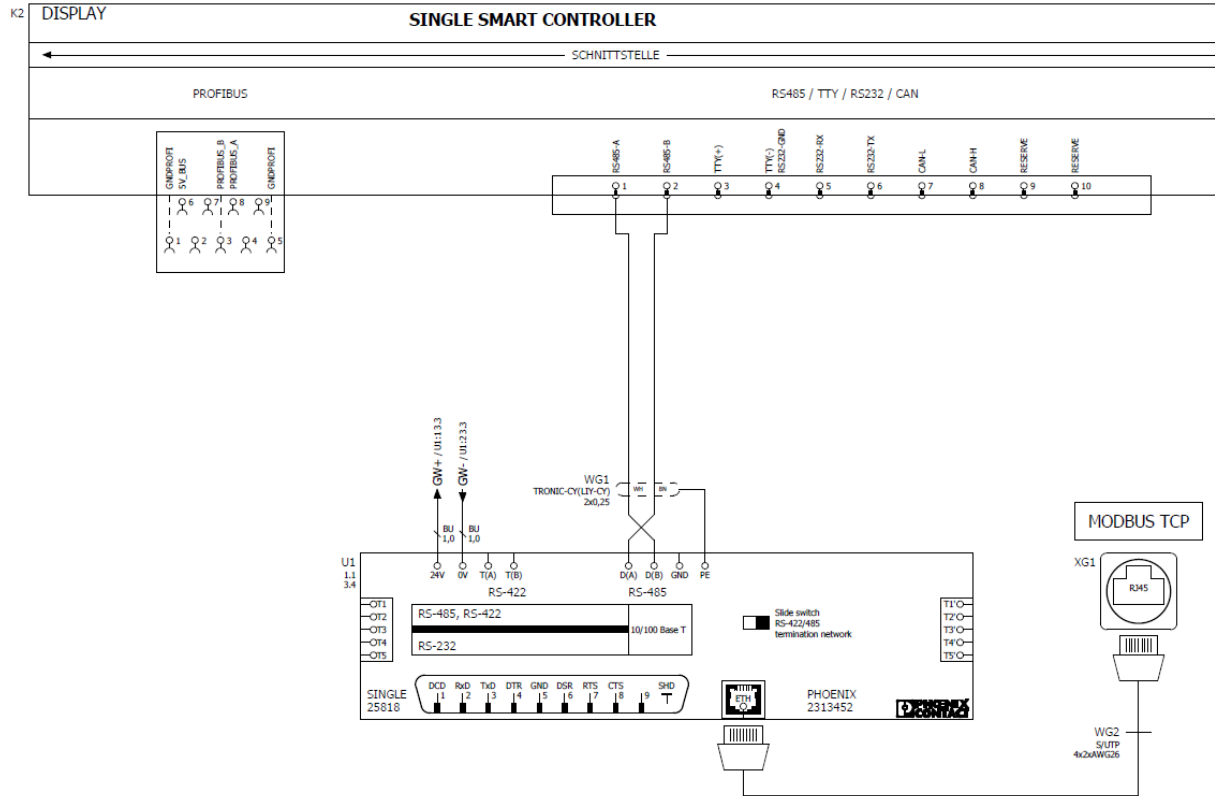 K2
DISPLAY
SINGLE SMART CONTROLLER
SCHNITTSTELLE
PROFIBUS
RS485 / TTY / RS232 / CAN
GNDPROFI
5V_BUS
PROFIBUS_B
PROFIBUS_A
GNDPROFI
6 7 8 9
1 2 3 4 5
RS485-A
RS485-B
TTY(+)
TTY(-)
RS232-GND
RS232-RX
RS232-TX
CAN-L
CAN-H
RESERVE
RESERVE
1 2 3 4 5 6 7 8 9 10
GW+ / U1:13.3
GW- / U1:23.3
BU
1,0
BU
1,0
WG1
TRONIC-CY(LIY-CY)
2x0,25
WH BN
MODBUS TCP
XG1
RJ45
U1
1.1
3.4
24V 0V T(A) T(B) D(A) D(B) GND PE
RS-422 RS-485
T1
T2
T3
T4
T5
RS-485, RS-422
RS-232
10/100 Base T
Slide switch
RS-422/485
termination network
T1'
T2'
T3'
T4'
T5'
SINGLE
25818
DCD RxD TxD DTR GND DSR RTS CTS SHD
1 2 3 4 5 6 7 8 9
ETH
PHOENIX
2313452
PHOENIX
CONTACT
WG2
S/UTP
4x2xAWG26